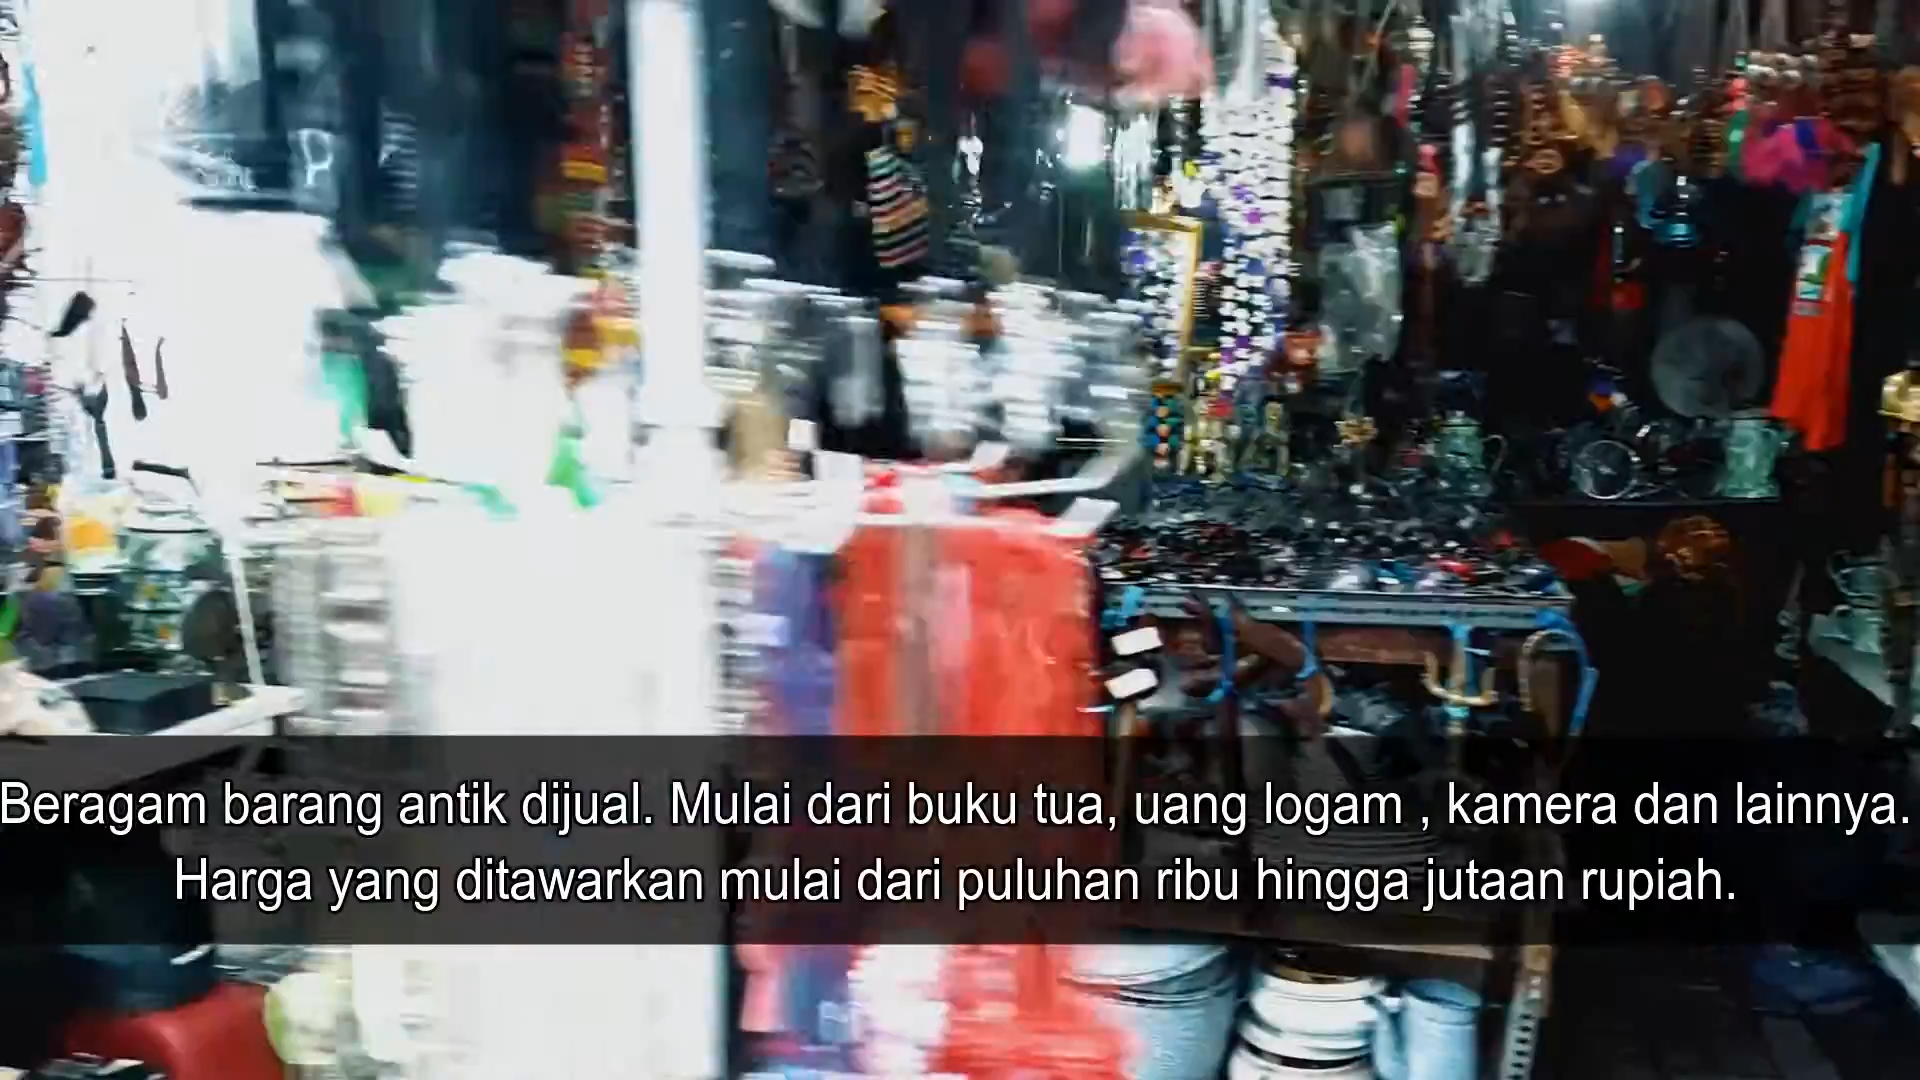 Beragam barang antik dijual. Mulai dari buku tua, uang logam , kamera dan lainnya.
Harga yang ditawarkan mulai dari puluhan ribu hingga jutaan rupiah.